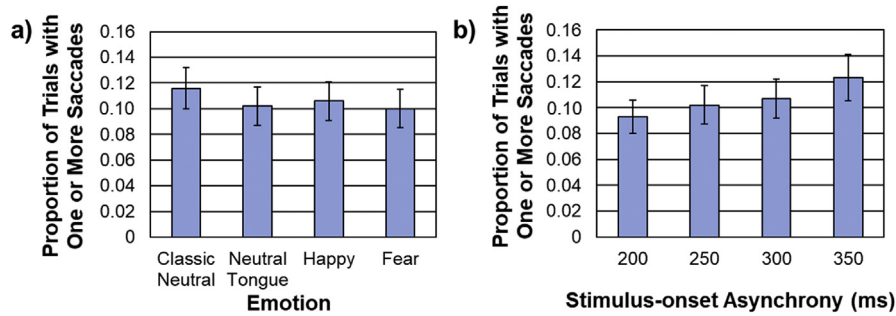 a)
Proportion of Trials with
One or More Saccades
0.16
0.14
0.12
0.10
0.08
0.06
0.04
0.02
0
Classic Neutral Happy Fear
Neutral Tongue
Emotion
b)
Proportion of Trials with
One or More Saccades
0.16
0.14
0.12
0.10
0.08
0.06
0.04
0.02
0
200 250 300 350
Stimulus-onset Asynchrony (ms)